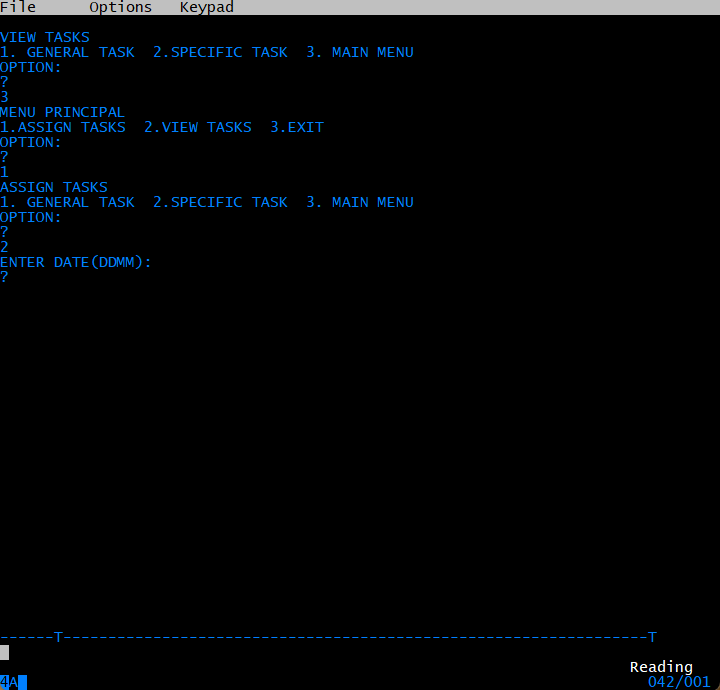 File Options Keypad
VIEW TASKS
1. GENERAL TASK 2.SPECIFIC TASK 3. MAIN MENU
OPTION:
?
3
MENU PRINCIPAL
1.ASSIGN TASKS 2.VIEW TASKS 3.EXIT
OPTION:
?
1
ASSIGN TASKS
1. GENERAL TASK 2.SPECIFIC TASK 3. MAIN MENU
OPTION:
?
2
ENTER DATE(DDMM):
?
------T-----------------------------------------------------------------T
Reading
4A 042/001